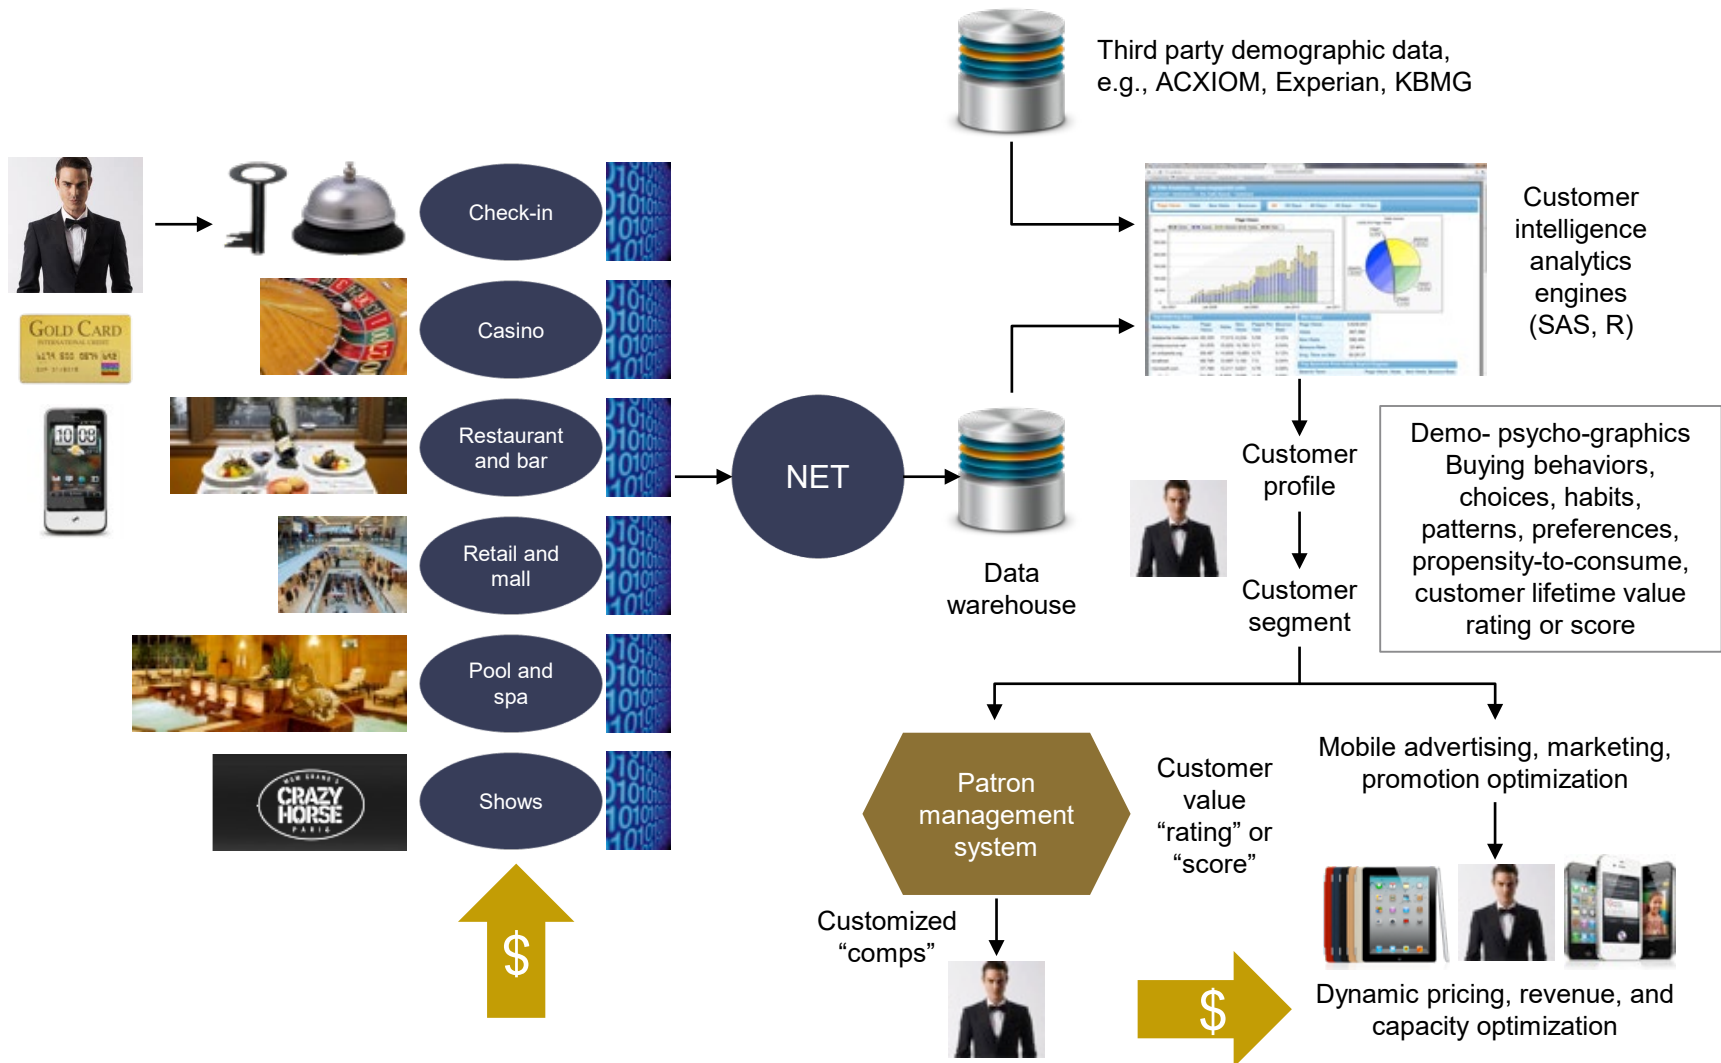 Third party demographic data,
e.g., ACXIOM, Experian, KBMG
Check-in
Casino
Restaurant
and bar
Retail and
mall
Pool and
spa
Shows
GOLD CARD
INTERNATIONAL CREDIT
10 08
CRAZY
HORSE
PARIS
$
NET
Data
warehouse
Customer
intelligence
analytics
engines
(SAS, R)
Customer
profile
Customer
segment
Demo- psycho-graphics
Buying behaviors,
choices, habits,
patterns, preferences,
propensity-to-consume,
customer lifetime value
rating or score
Patron
management
system
Customer
value
“rating” or
“score”
Customized
“comps”
$
Mobile advertising, marketing,
promotion optimization
Dynamic pricing, revenue, and
capacity optimization